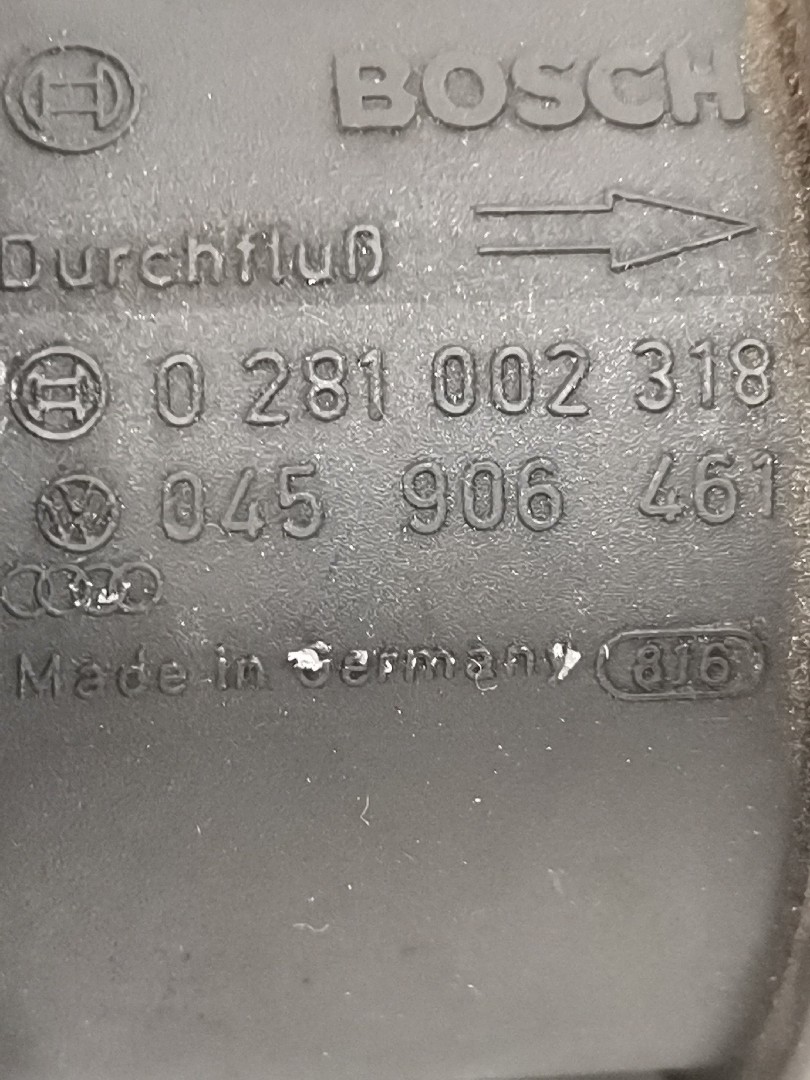 BOSCH
Durchfluß
0 281 002 318
045 906 461
Made in Germany 816